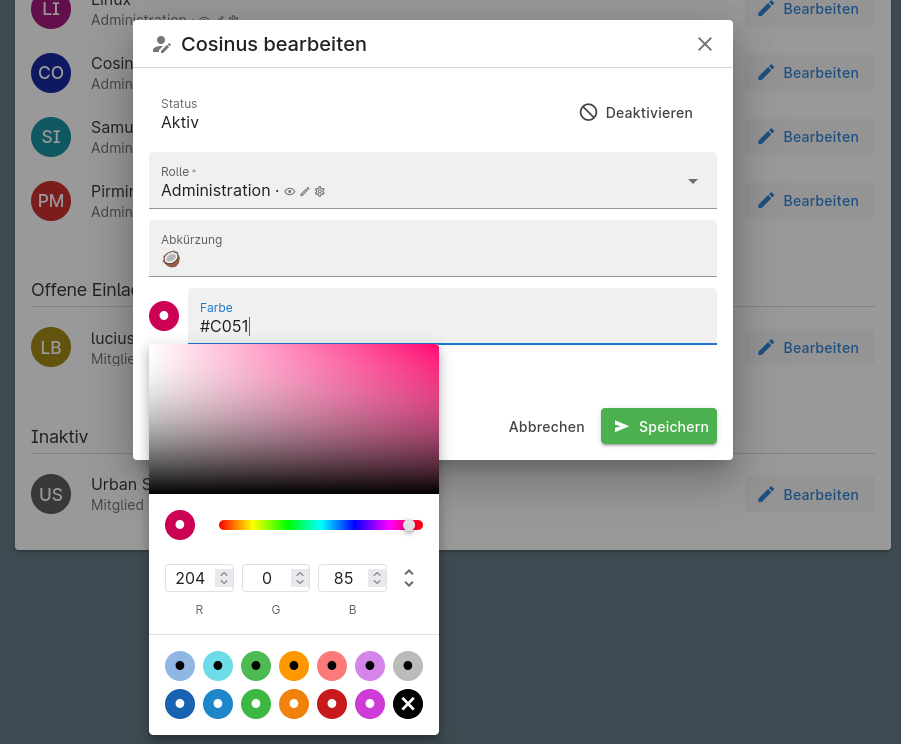 LI
Linux
Administration ·
Bearbeiten
Cosinus bearbeiten
CO
Cosin
Admin
Bearbeiten
Status
Aktiv
Deaktivieren
SI
Samu
Admin
Bearbeiten
Rolle *
Administration ·
PM
Pirmin
Admin
Bearbeiten
Abkürzung
🥥
Offene Einlad
Farbe
#C051
LB
lucius
Mitglied
Bearbeiten
Abbrechen
Speichern
Inaktiv
US
Urban S
Mitglied
Bearbeiten
204
0
85
R
G
B